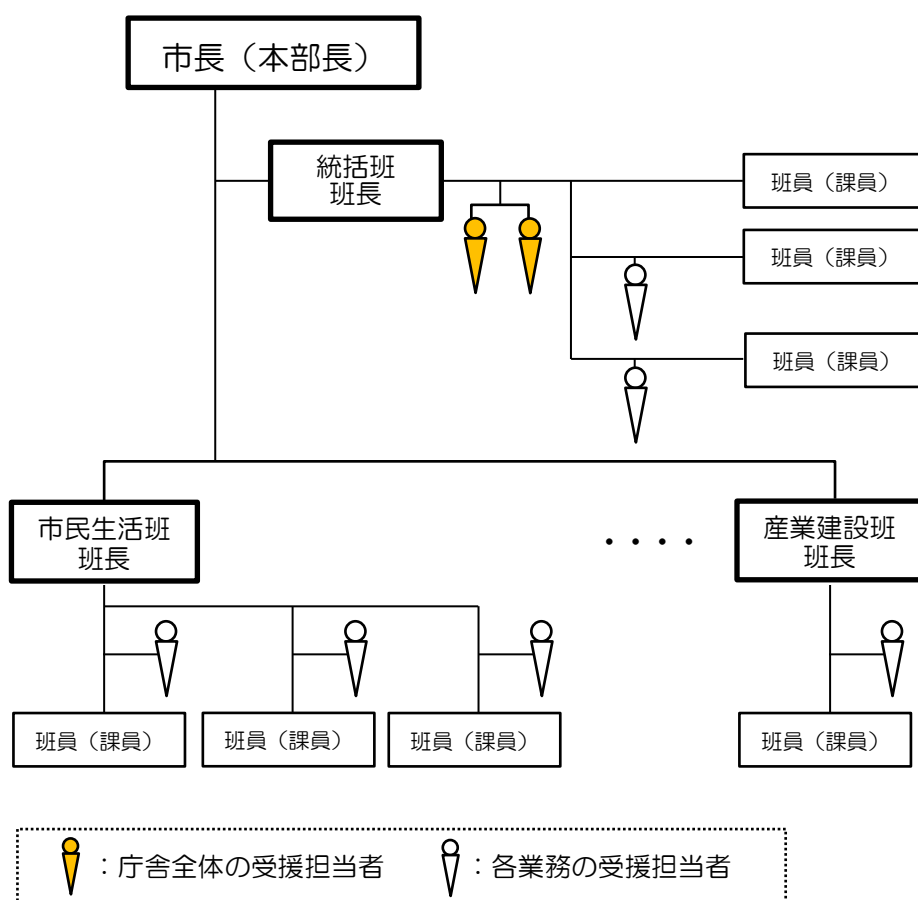 市長（本部長）
統括班
班長
班員（課員）
班員（課員）
班員（課員）
市民生活班
班長
・・・・
産業建設班
班長
班員（課員）
班員（課員）
班員（課員）
班員（課員）
：庁舎全体の受援担当者
：各業務の受援担当者